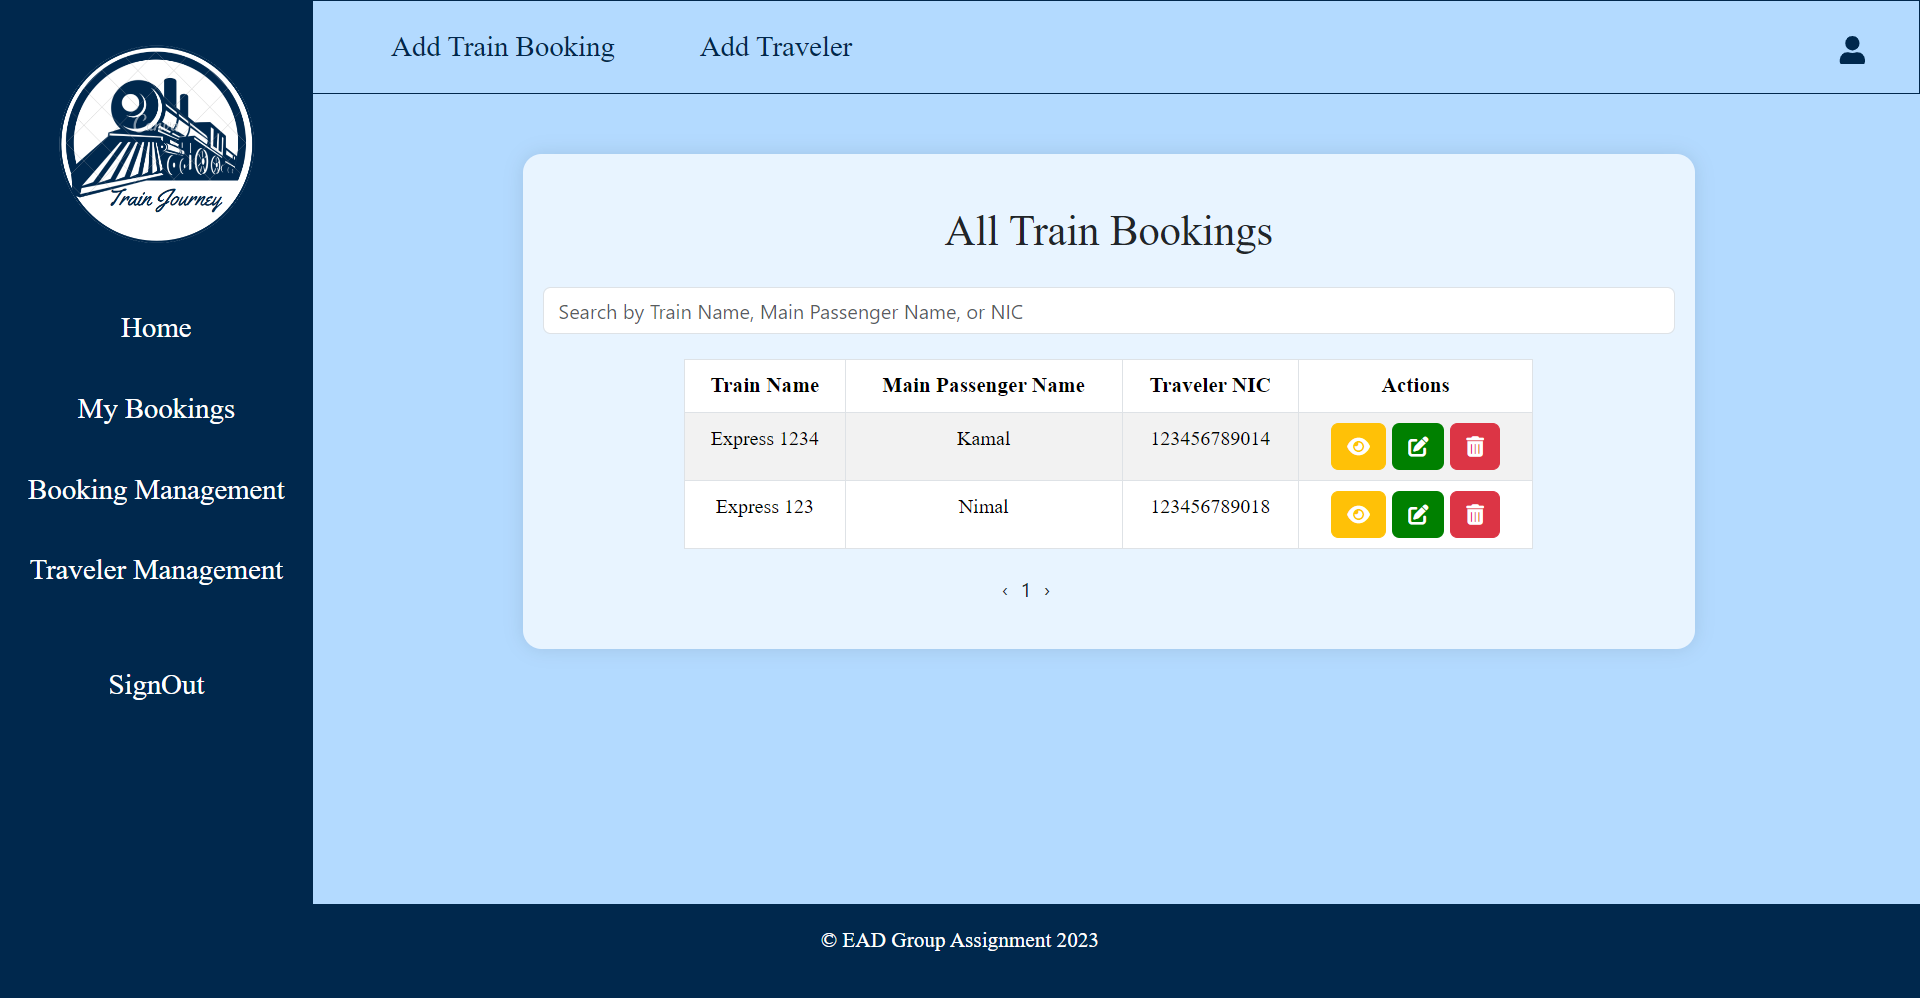 Train Journey
Home
My Bookings
Booking Management
Traveler Management
SignOut
Add Train Booking Add Traveler
All Train Bookings
Search by Train Name, Main Passenger Name, or NIC
Train Name Main Passenger Name Traveler NIC Actions
Express 1234 Kamal 123456789014
Express 123 Nimal 123456789018
‹ 1 ›
© EAD Group Assignment 2023